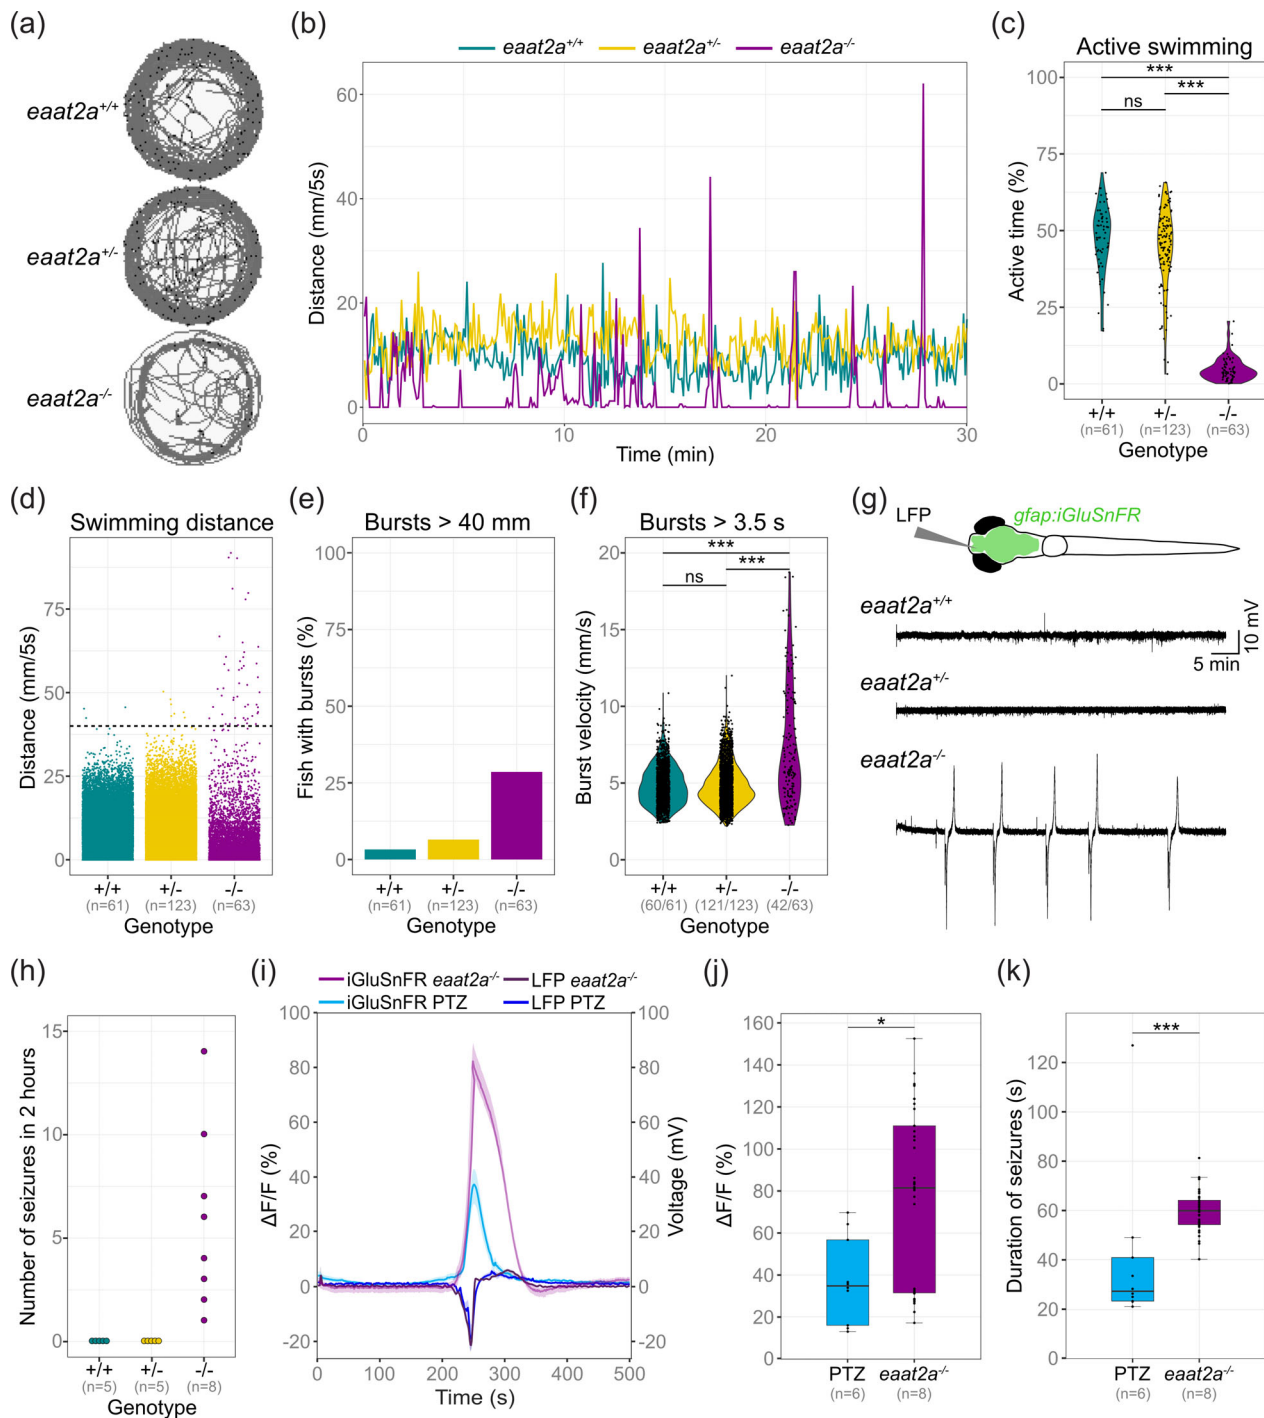 (a)
eaat2a+/+
eaat2a+/-
eaat2a-/-
(b)
eaat2a+/+ eaat2a+/- eaat2a-/-
Distance (mm/5s)
60
40
20
0
0 10 20 30
Time (min)
(c)
Active swimming
***
***
ns
Active time (%)
100
75
50
25
0
+/+ +/- -/-
(n=61) (n=123) (n=63)
Genotype
(d)
Swimming distance
Distance (mm/5s)
75
50
25
0
+/+ +/- -/-
(n=61) (n=123) (n=63)
Genotype
(e)
Bursts > 40 mm
Fish with bursts (%)
100
75
50
25
0
+/+ +/- -/-
(n=61) (n=123) (n=63)
Genotype
(f)
Bursts > 3.5 s
***
***
ns
Burst velocity (mm/s)
20
15
10
5
0
+/+ +/- -/-
(60/61) (121/123) (42/63)
Genotype
(g)
LFP
gfap:iGluSnFR
eaat2a+/+
10 mV
5 min
eaat2a+/-
eaat2a-/-
(h)
Number of seizures in 2 hours
15
10
5
0
+/+ +/- -/-
(n=5) (n=5) (n=8)
Genotype
(i)
iGluSnFR eaat2a-/- LFP eaat2a-/-
iGluSnFR PTZ LFP PTZ
ΔF/F (%)
100
80
60
40
20
0
-20
100
80
60
40
20
0
-20
Voltage (mV)
0 100 200 300 400 500
Time (s)
(j)
*
ΔF/F (%)
160
140
120
100
80
60
40
20
0
PTZ eaat2a-/-
(n=6) (n=8)
(k)
***
Duration of seizures (s)
120
100
80
60
40
20
0
PTZ eaat2a-/-
(n=6) (n=8)